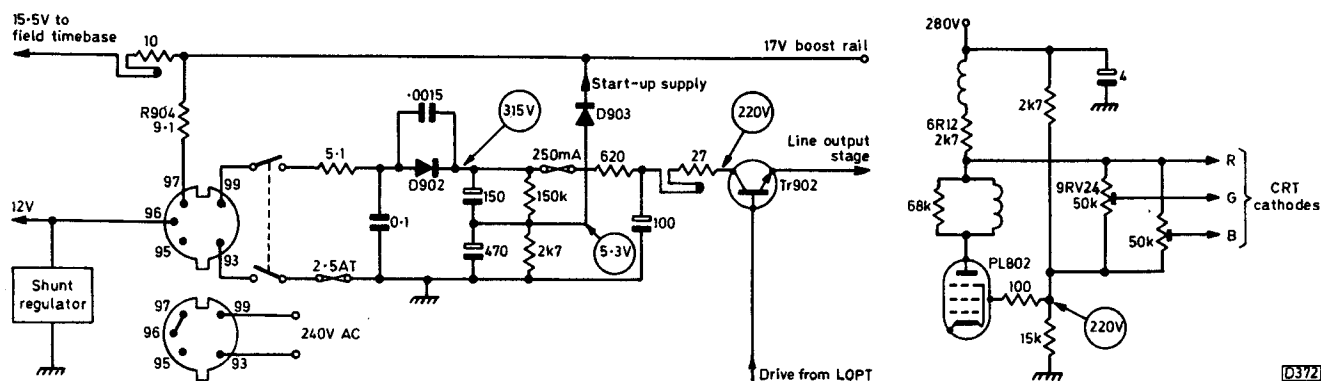 15·5V to
field timebase
10
17V boost rail
R904
9·1
·0015
315V
Start-up supply
D903
220V
Line output
stage
97
99
5·1
D902
250mA
620
27
Tr902
12V
96
0·1
150
150k
100
95
93
2·5AT
470
2k7
5·3V
Shunt
regulator
97
99
96
240V AC
95
93
Drive from LOPT
280V
4
2k7
6R12
2k7
R
9RV24
50k
G
CRT
cathodes
68k
50k
B
PL802
100
220V
15k
D372